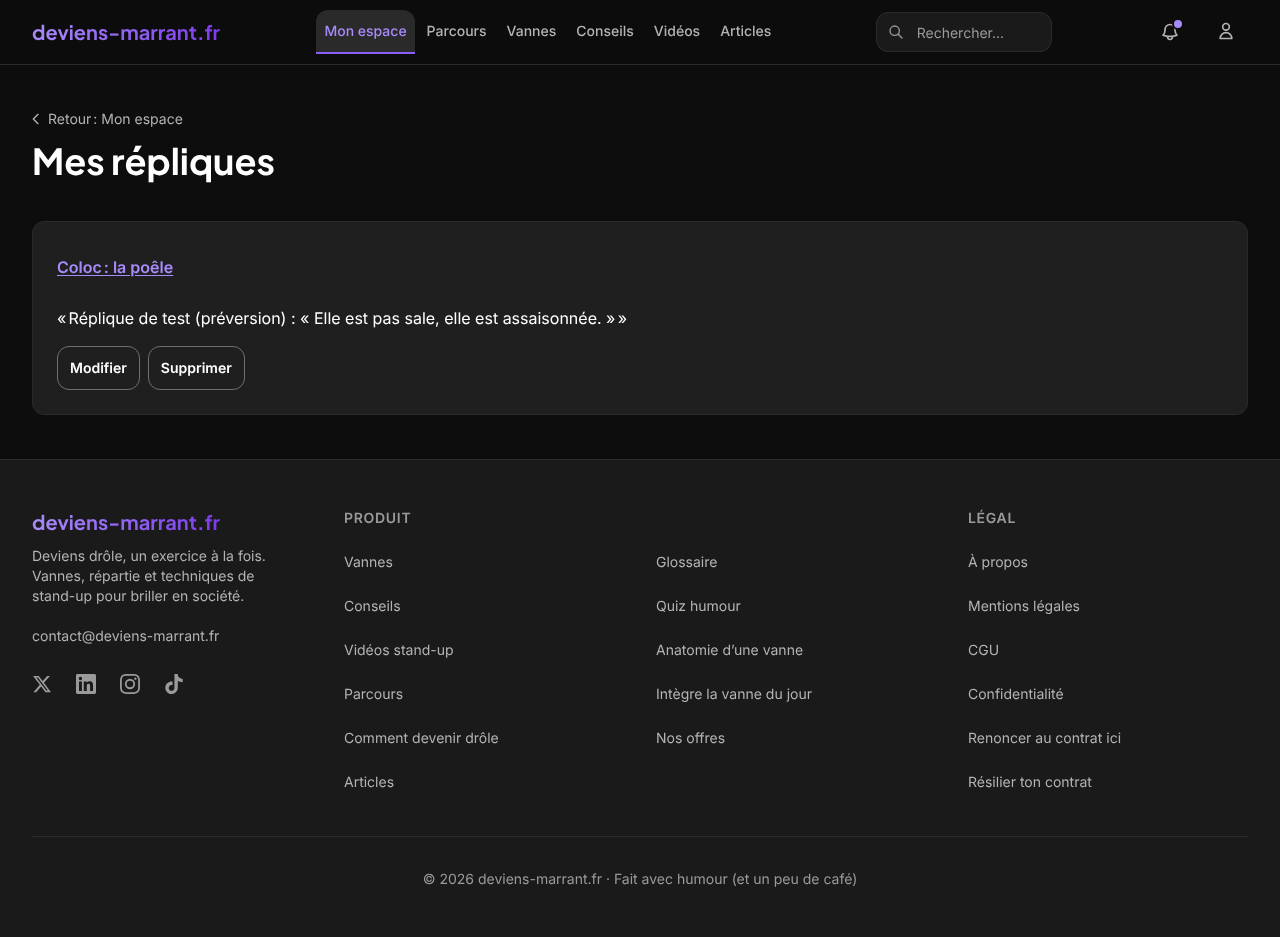 deviens-marrant.fr
Mon espace
Parcours
Vannes
Conseils
Vidéos
Articles
Rechercher...
Retour : Mon espace
Mes répliques
Coloc : la poêle
« Réplique de test (préversion) : « Elle est pas sale, elle est assaisonnée. » »
Modifier
Supprimer
deviens-marrant.fr
Deviens drôle, un exercice à la fois.
Vannes, répartie et techniques de
stand-up pour briller en société.
contact@deviens-marrant.fr
PRODUIT
Vannes
Conseils
Vidéos stand-up
Parcours
Comment devenir drôle
Articles
Glossaire
Quiz humour
Anatomie d’une vanne
Intègre la vanne du jour
Nos offres
LÉGAL
À propos
Mentions légales
CGU
Confidentialité
Renoncer au contrat ici
Résilier ton contrat
© 2026 deviens-marrant.fr · Fait avec humour (et un peu de café)